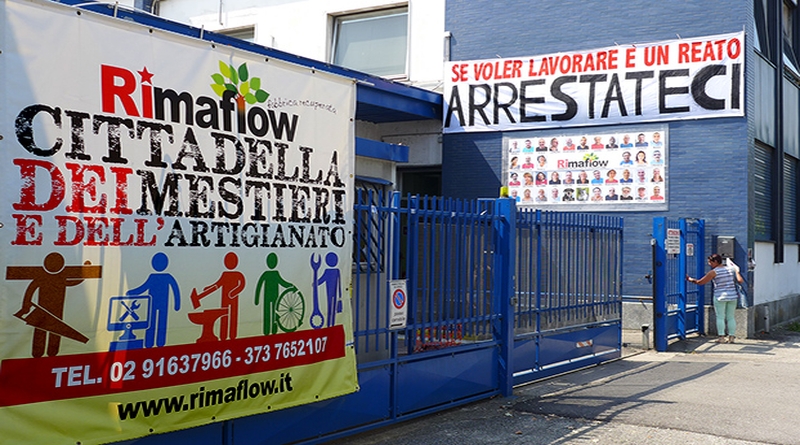 Rimaflow
fabbrica recuperata
CITTADELLA
DEI MESTIERI
E DELL'ARTIGIANATO
TEL. 02 91637966 - 373 7652107
www.rimaflow.it
SE VOLER LAVORARE È UN REATO
ARRESTATECI
Rimaflow